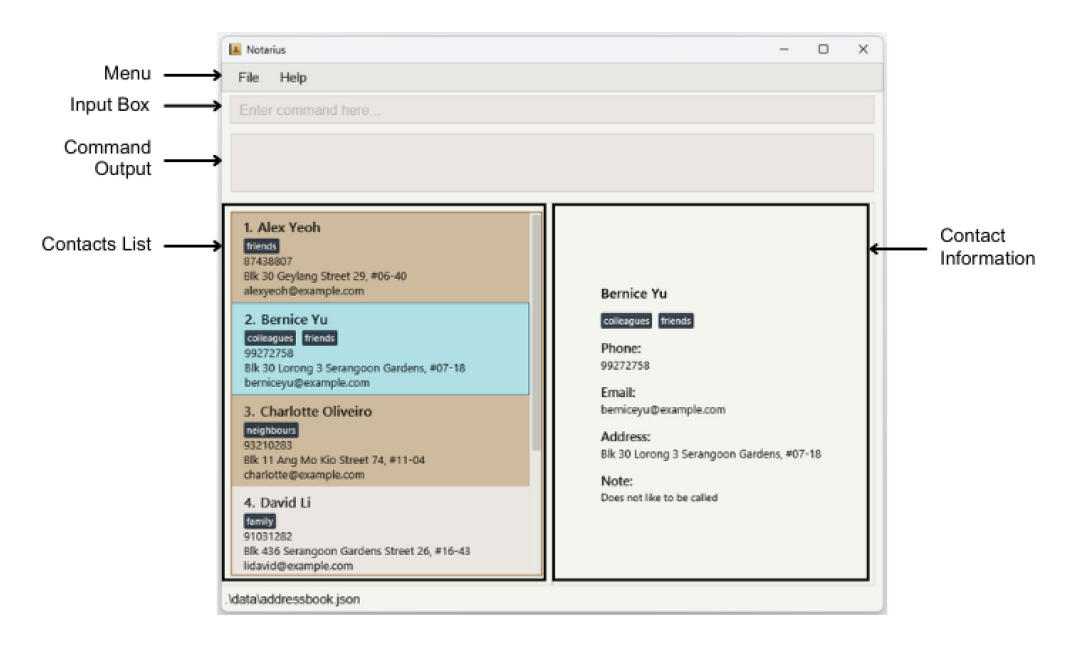 Notarius
Menu
File Help
Input Box
Enter command here...
Command
Output
Contacts List
1. Alex Yeoh
friends
87438807
Blk 30 Geylang Street 29, #06-40
alexyeoh@example.com
2. Bernice Yu
colleagues friends
99272758
Blk 30 Lorong 3 Serangoon Gardens, #07-18
berniceyu@example.com
3. Charlotte Oliveiro
neighbours
93210283
Blk 11 Ang Mo Kio Street 74, #11-04
charlotte@example.com
4. David Li
family
91031282
Blk 436 Serangoon Gardens Street 26, #16-43
lidavid@example.com
Contact
Information
Bernice Yu
colleagues friends
Phone:
99272758
Email:
berniceyu@example.com
Address:
Blk 30 Lorong 3 Serangoon Gardens, #07-18
Note:
Does not like to be called
.\data\addressbook.json